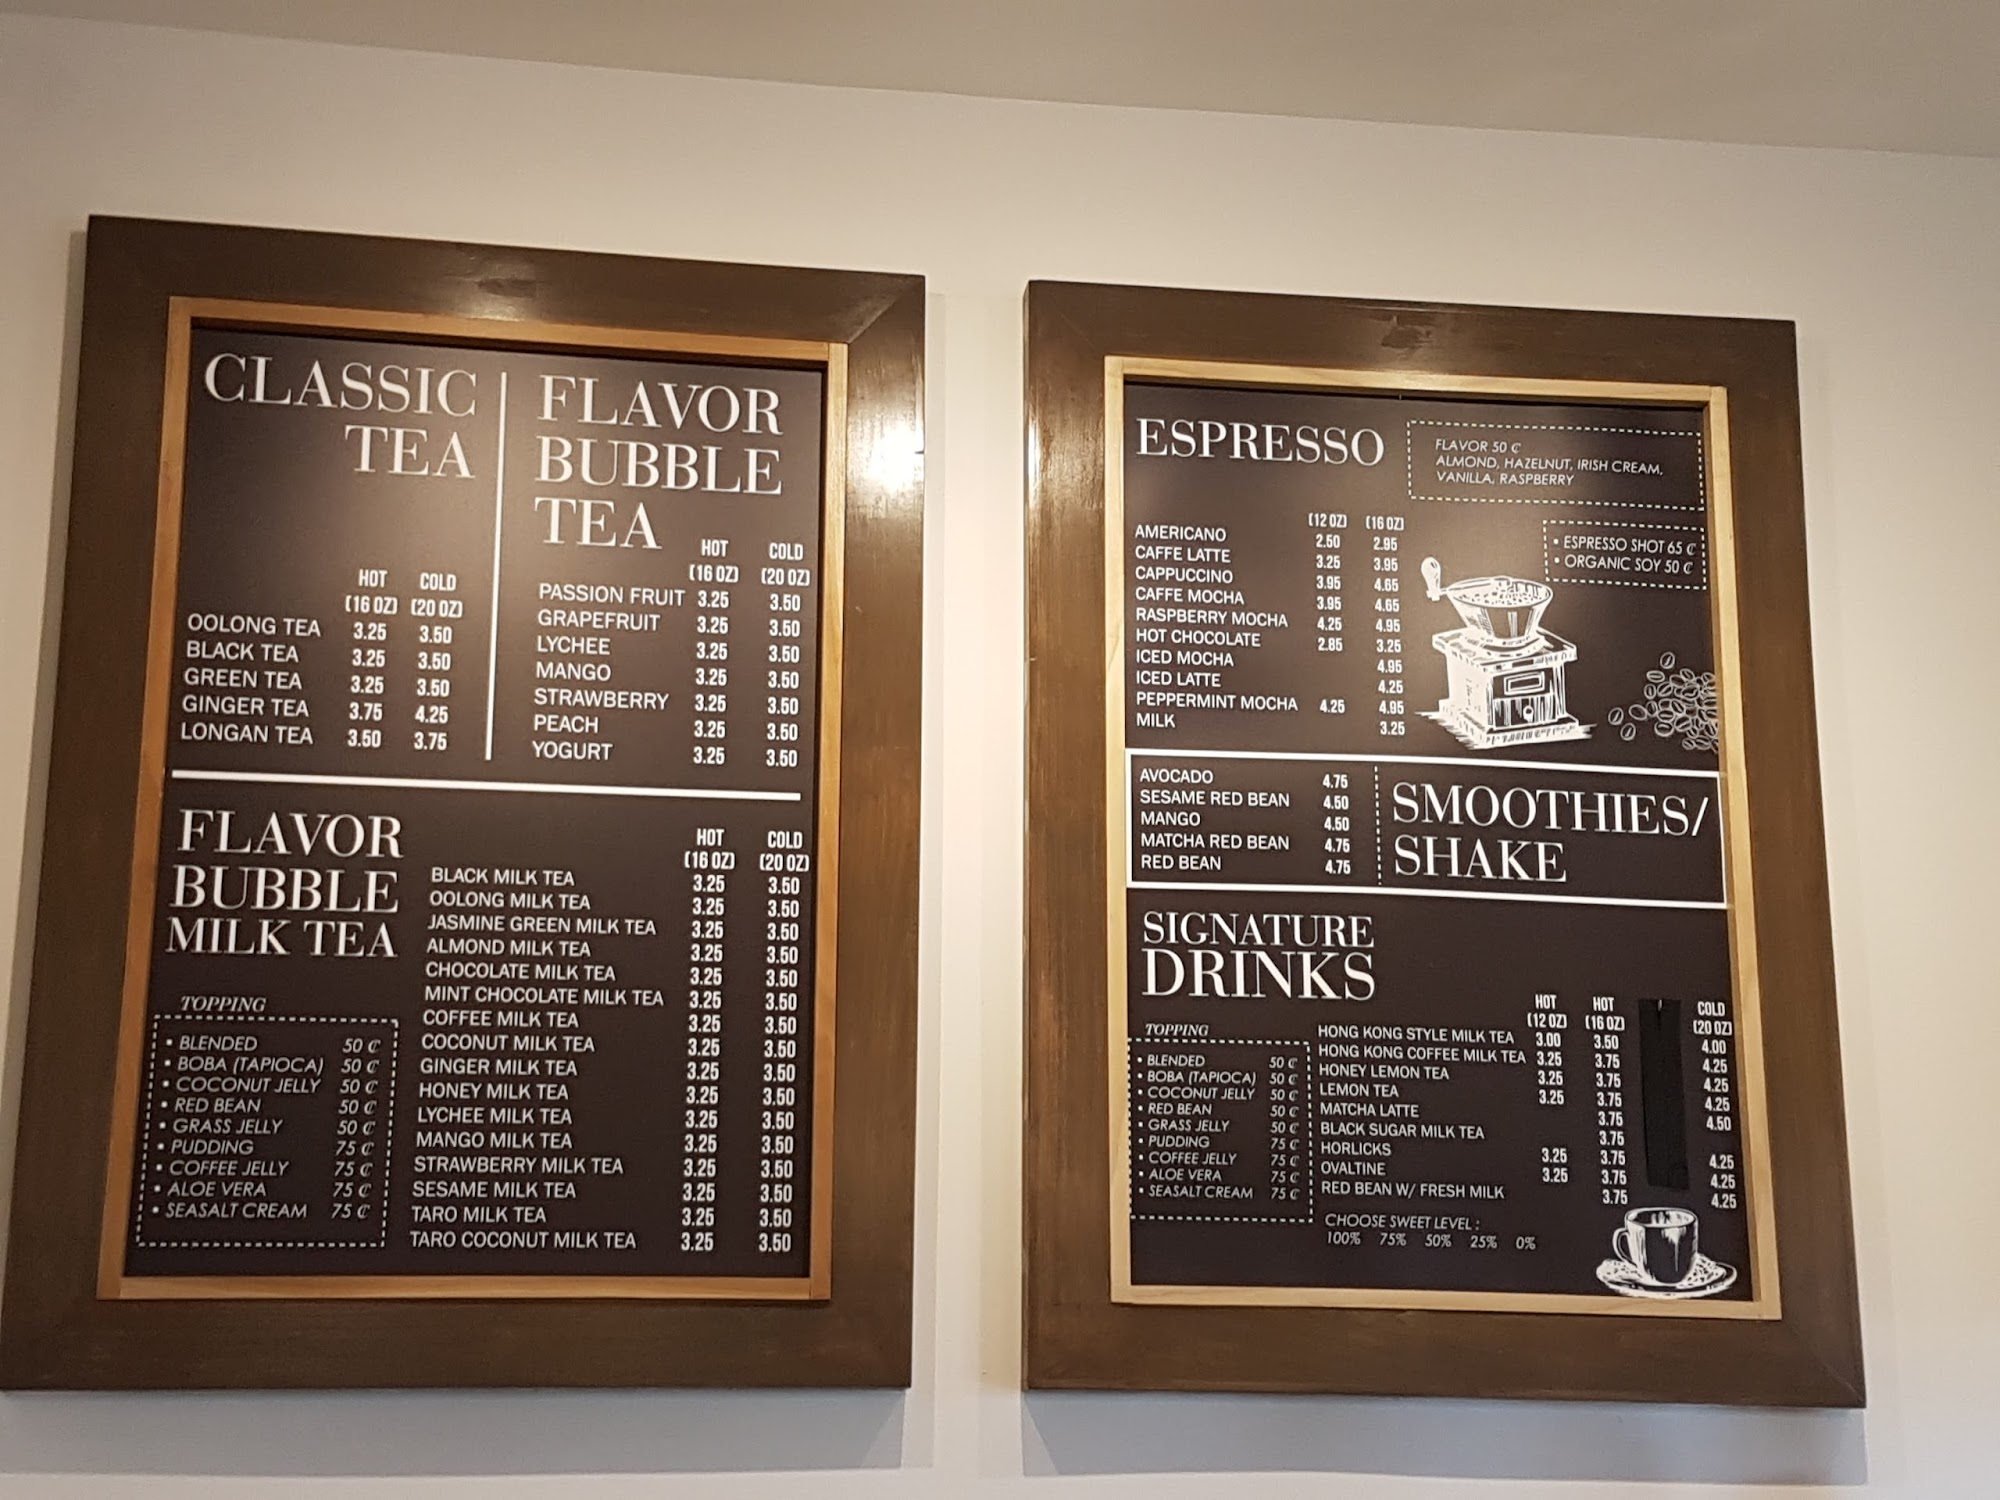 CLASSIC
TEA
HOT COLD
(16 OZ) (20 OZ)
OOLONG TEA 3.25 3.50
BLACK TEA 3.25 3.50
GREEN TEA 3.25 3.50
GINGER TEA 3.75 4.25
LONGAN TEA 3.50 3.75
FLAVOR
BUBBLE
TEA
HOT COLD
(16 OZ) (20 OZ)
PASSION FRUIT 3.25 3.50
GRAPEFRUIT 3.25 3.50
LYCHEE 3.25 3.50
MANGO 3.25 3.50
STRAWBERRY 3.25 3.50
PEACH 3.25 3.50
YOGURT 3.25 3.50
FLAVOR
BUBBLE
MILK TEA
TOPPING
• BLENDED 50 ₵
• BOBA (TAPIOCA) 50 ₵
• COCONUT JELLY 50 ₵
• RED BEAN 50 ₵
• GRASS JELLY 50 ₵
• PUDDING 75 ₵
• COFFEE JELLY 75 ₵
• ALOE VERA 75 ₵
• SEASALT CREAM 75 ₵
HOT COLD
(16 OZ) (20 OZ)
BLACK MILK TEA 3.25 3.50
OOLONG MILK TEA 3.25 3.50
JASMINE GREEN MILK TEA 3.25 3.50
ALMOND MILK TEA 3.25 3.50
CHOCOLATE MILK TEA 3.25 3.50
MINT CHOCOLATE MILK TEA 3.25 3.50
COFFEE MILK TEA 3.25 3.50
COCONUT MILK TEA 3.25 3.50
GINGER MILK TEA 3.25 3.50
HONEY MILK TEA 3.25 3.50
LYCHEE MILK TEA 3.25 3.50
MANGO MILK TEA 3.25 3.50
STRAWBERRY MILK TEA 3.25 3.50
SESAME MILK TEA 3.25 3.50
TARO MILK TEA 3.25 3.50
TARO COCONUT MILK TEA 3.25 3.50
ESPRESSO
FLAVOR 50 ₵
ALMOND, HAZELNUT, IRISH CREAM,
VANILLA, RASPBERRY
• ESPRESSO SHOT 65 ₵
• ORGANIC SOY 50 ₵
(12 OZ) (16 OZ)
AMERICANO 2.50 2.95
CAFFE LATTE 3.25 3.95
CAPPUCCINO 3.95 4.65
CAFFE MOCHA 3.95 4.65
RASPBERRY MOCHA 4.25 4.95
HOT CHOCOLATE 2.85 3.25
ICED MOCHA 4.95
ICED LATTE 4.25
PEPPERMINT MOCHA 4.25 4.95
MILK 3.25
AVOCADO 4.75
SESAME RED BEAN 4.50
MANGO 4.50
MATCHA RED BEAN 4.75
RED BEAN 4.75
SMOOTHIES/
SHAKE
SIGNATURE
DRINKS
TOPPING
• BLENDED 50 ₵
• BOBA (TAPIOCA) 50 ₵
• COCONUT JELLY 50 ₵
• RED BEAN 50 ₵
• GRASS JELLY 50 ₵
• PUDDING 75 ₵
• COFFEE JELLY 75 ₵
• ALOE VERA 75 ₵
• SEASALT CREAM 75 ₵
HOT HOT COLD
(12 OZ) (16 OZ) (20 OZ)
HONG KONG STYLE MILK TEA 3.00 3.50 4.00
HONG KONG COFFEE MILK TEA 3.25 3.75 4.25
HONEY LEMON TEA 3.25 3.75 4.25
LEMON TEA 3.25 3.75 4.25
MATCHA LATTE 3.75 4.50
BLACK SUGAR MILK TEA 3.75
HORLICKS 3.25 3.75 4.25
OVALTINE 3.25 3.75 4.25
RED BEAN W/ FRESH MILK 3.75 4.25
CHOOSE SWEET LEVEL :
100% 75% 50% 25% 0%